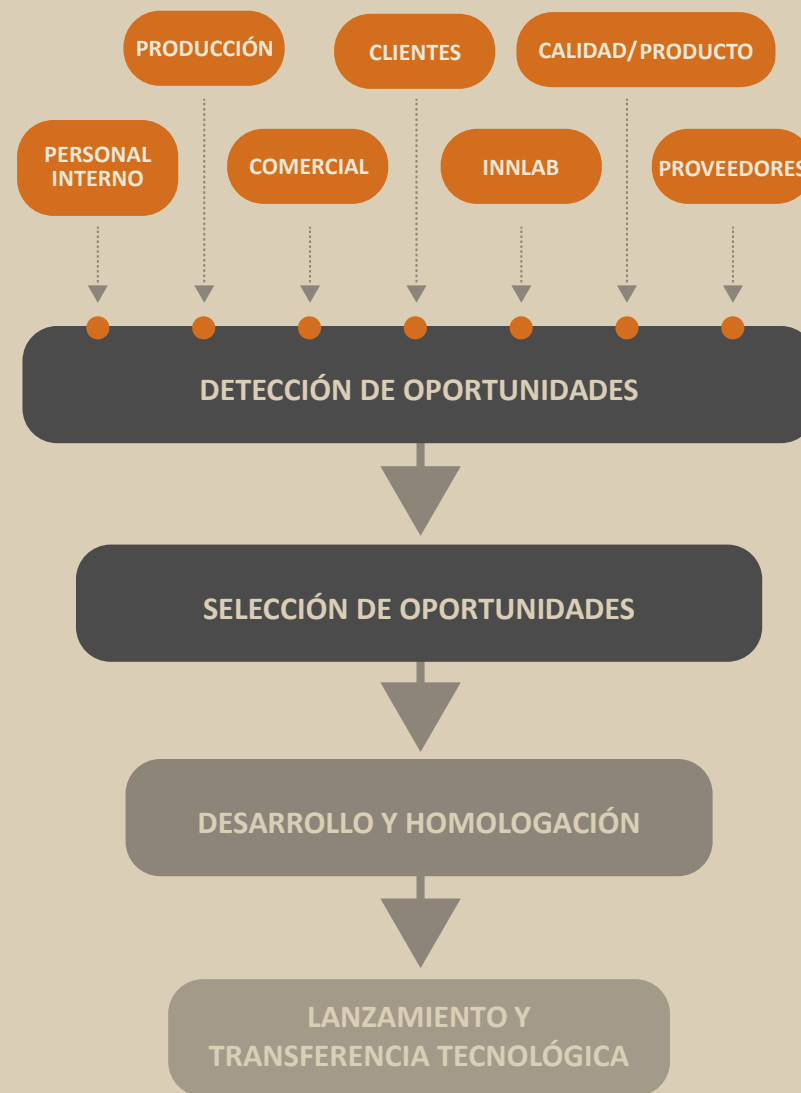 PRODUCCIÓN
CLIENTES
CALIDAD/PRODUCTO
PERSONAL
INTERNO
COMERCIAL
INNLAB
PROVEEDORES
DETECCIÓN DE OPORTUNIDADES
SELECCIÓN DE OPORTUNIDADES
DESARROLLO Y HOMOLOGACIÓN
LANZAMIENTO Y
TRANSFERENCIA TECNOLÓGICA